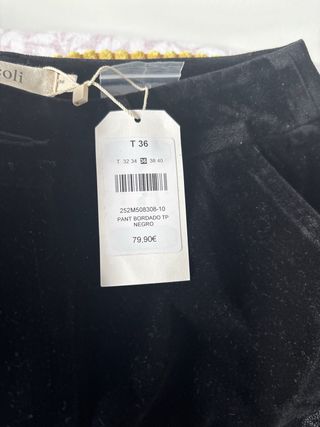 oli
T 36
T. 32 34 36 38 40
252M508308-10
PANT BORDADO TP
NEGRO
79,90€